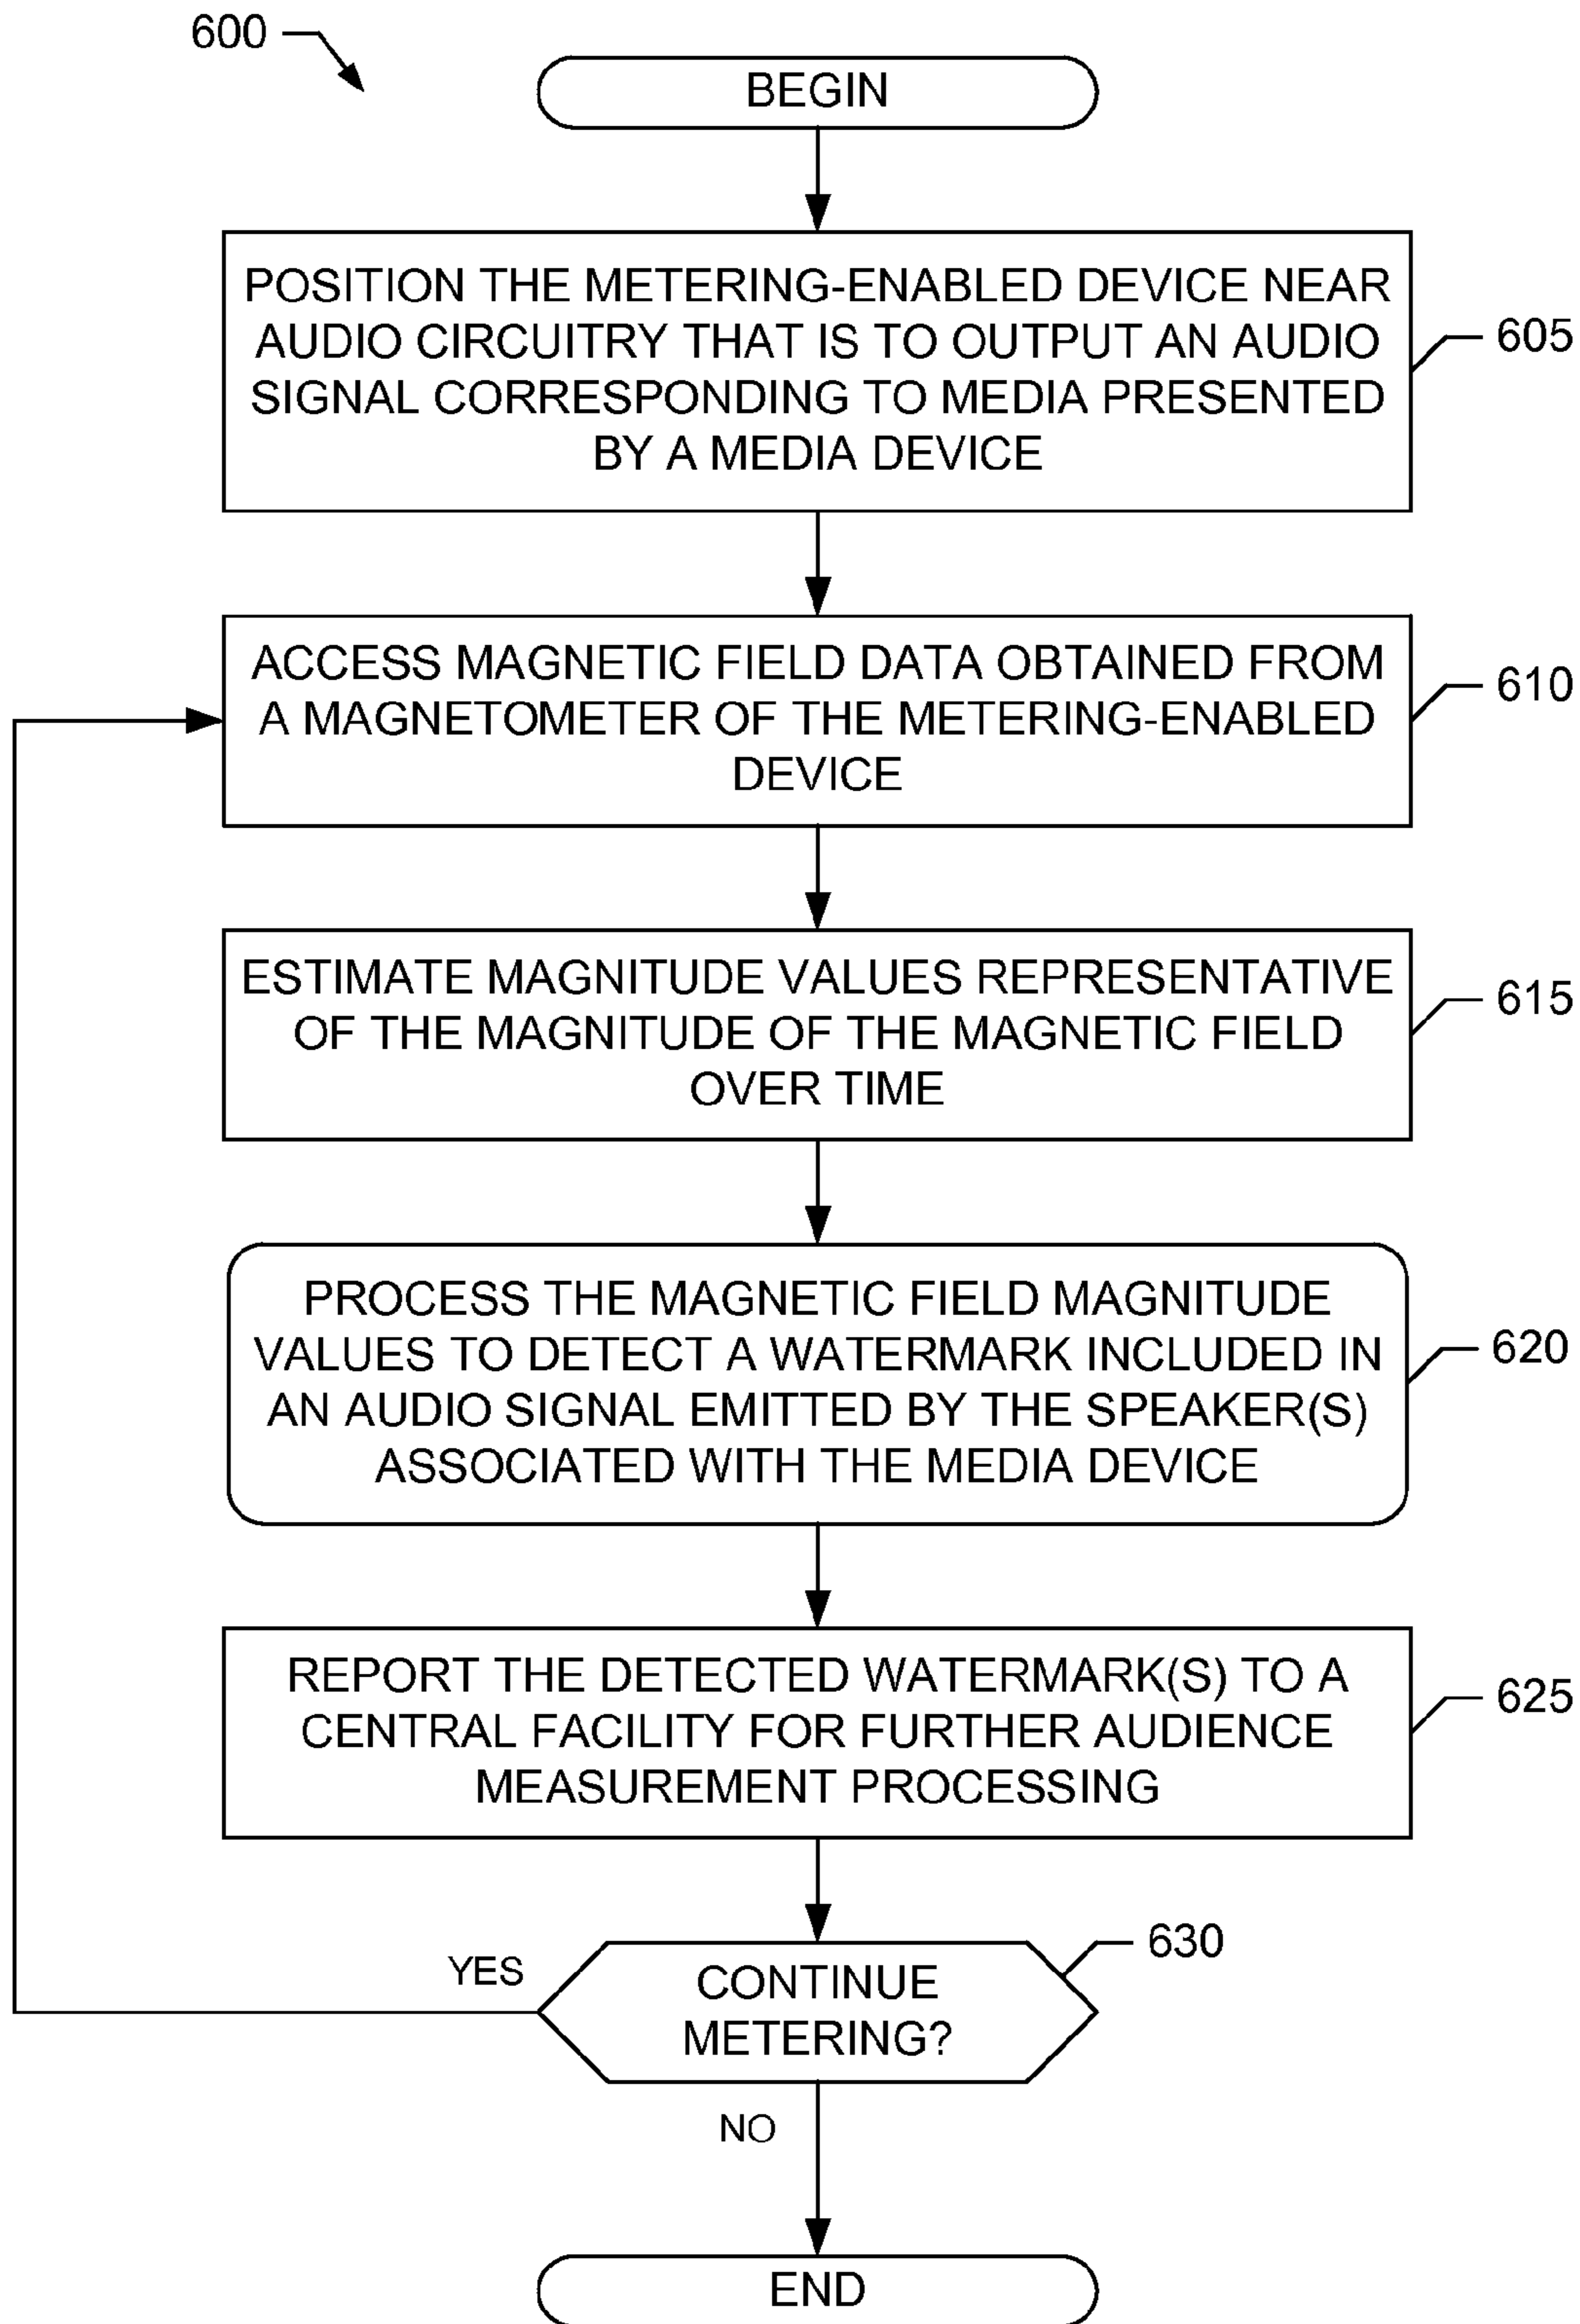 600
BEGIN
POSITION THE METERING-ENABLED DEVICE NEAR
AUDIO CIRCUITRY THAT IS TO OUTPUT AN AUDIO
SIGNAL CORRESPONDING TO MEDIA PRESENTED
BY A MEDIA DEVICE
605
ACCESS MAGNETIC FIELD DATA OBTAINED FROM
A MAGNETOMETER OF THE METERING-ENABLED
DEVICE
610
ESTIMATE MAGNITUDE VALUES REPRESENTATIVE
OF THE MAGNITUDE OF THE MAGNETIC FIELD
OVER TIME
615
PROCESS THE MAGNETIC FIELD MAGNITUDE
VALUES TO DETECT A WATERMARK INCLUDED IN
AN AUDIO SIGNAL EMITTED BY THE SPEAKER(S)
ASSOCIATED WITH THE MEDIA DEVICE
620
REPORT THE DETECTED WATERMARK(S) TO A
CENTRAL FACILITY FOR FURTHER AUDIENCE
MEASUREMENT PROCESSING
625
YES
CONTINUE
METERING?
630
NO
END